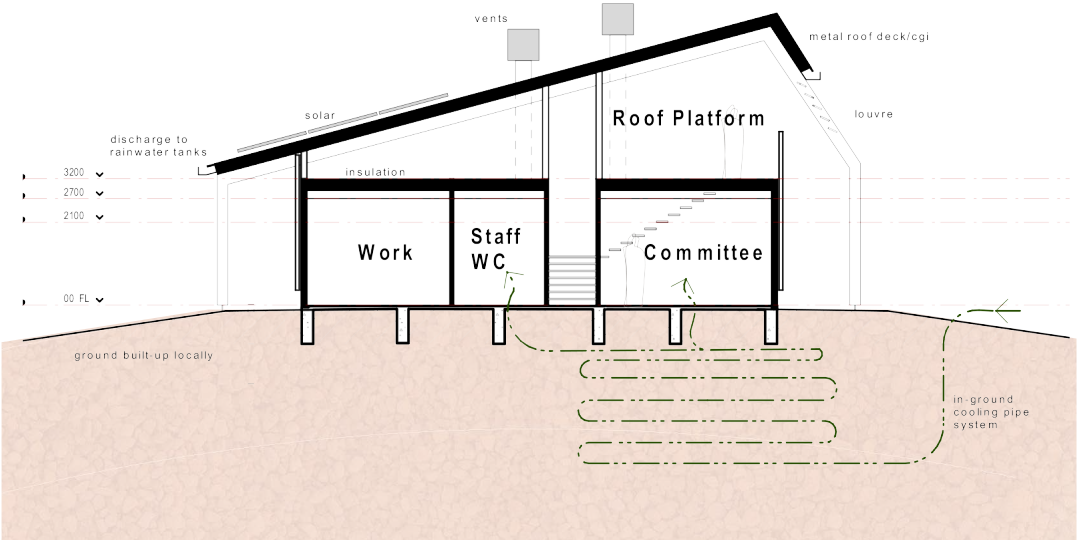 vents
metal roof deck/cgi
solar
Roof Platform
louvre
discharge to
rainwater tanks
3200
insulation
2700
2100
Work
Staff
WC
Committee
00 FL
ground built-up locally
in-ground
cooling pipe
system